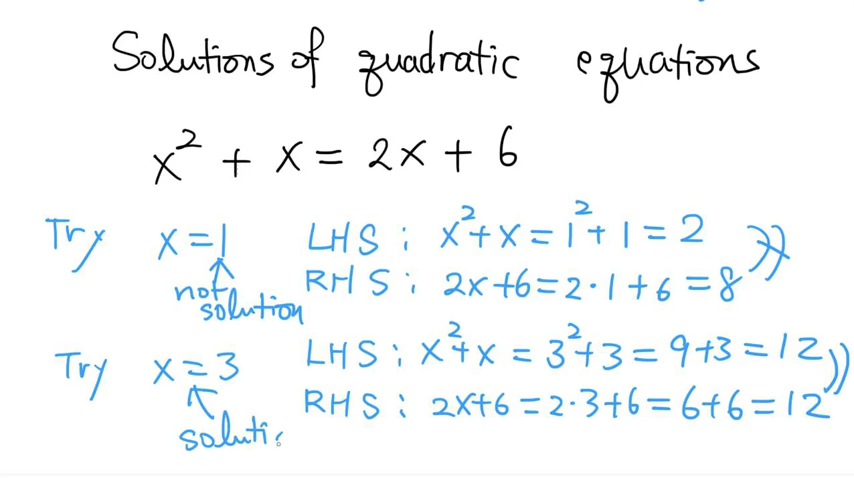 Solutions of quadratic equations
x² + x = 2x + 6
Try x = 1 LHS : x² + x = 1² + 1 = 2
RHS : 2x + 6 = 2 · 1 + 6 = 8
not solution
Try x = 3 LHS : x² + x = 3² + 3 = 9 + 3 = 12
RHS : 2x + 6 = 2 · 3 + 6 = 6 + 6 = 12
soluti